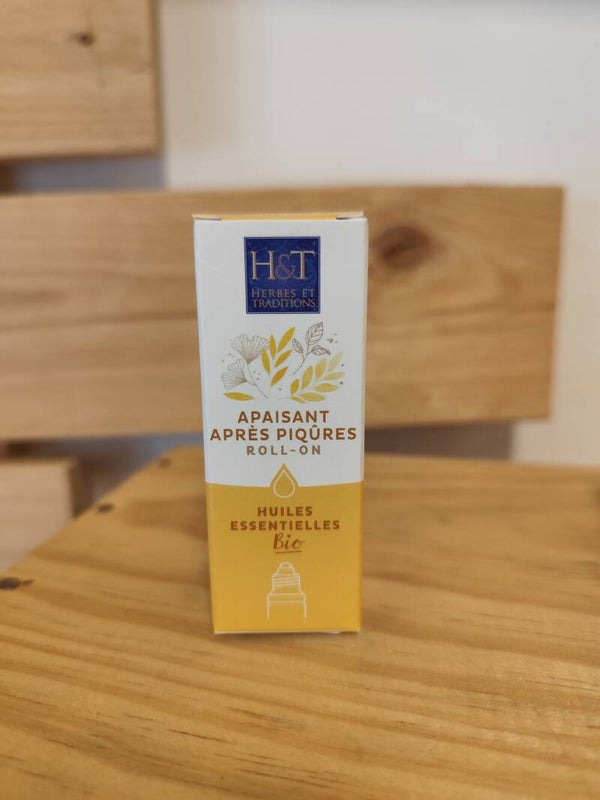 H&T
HERBES ET
TRADITIONS
APAISANT
APRÈS PIQÛRES
ROLL-ON
HUILES
ESSENTIELLES
Bio